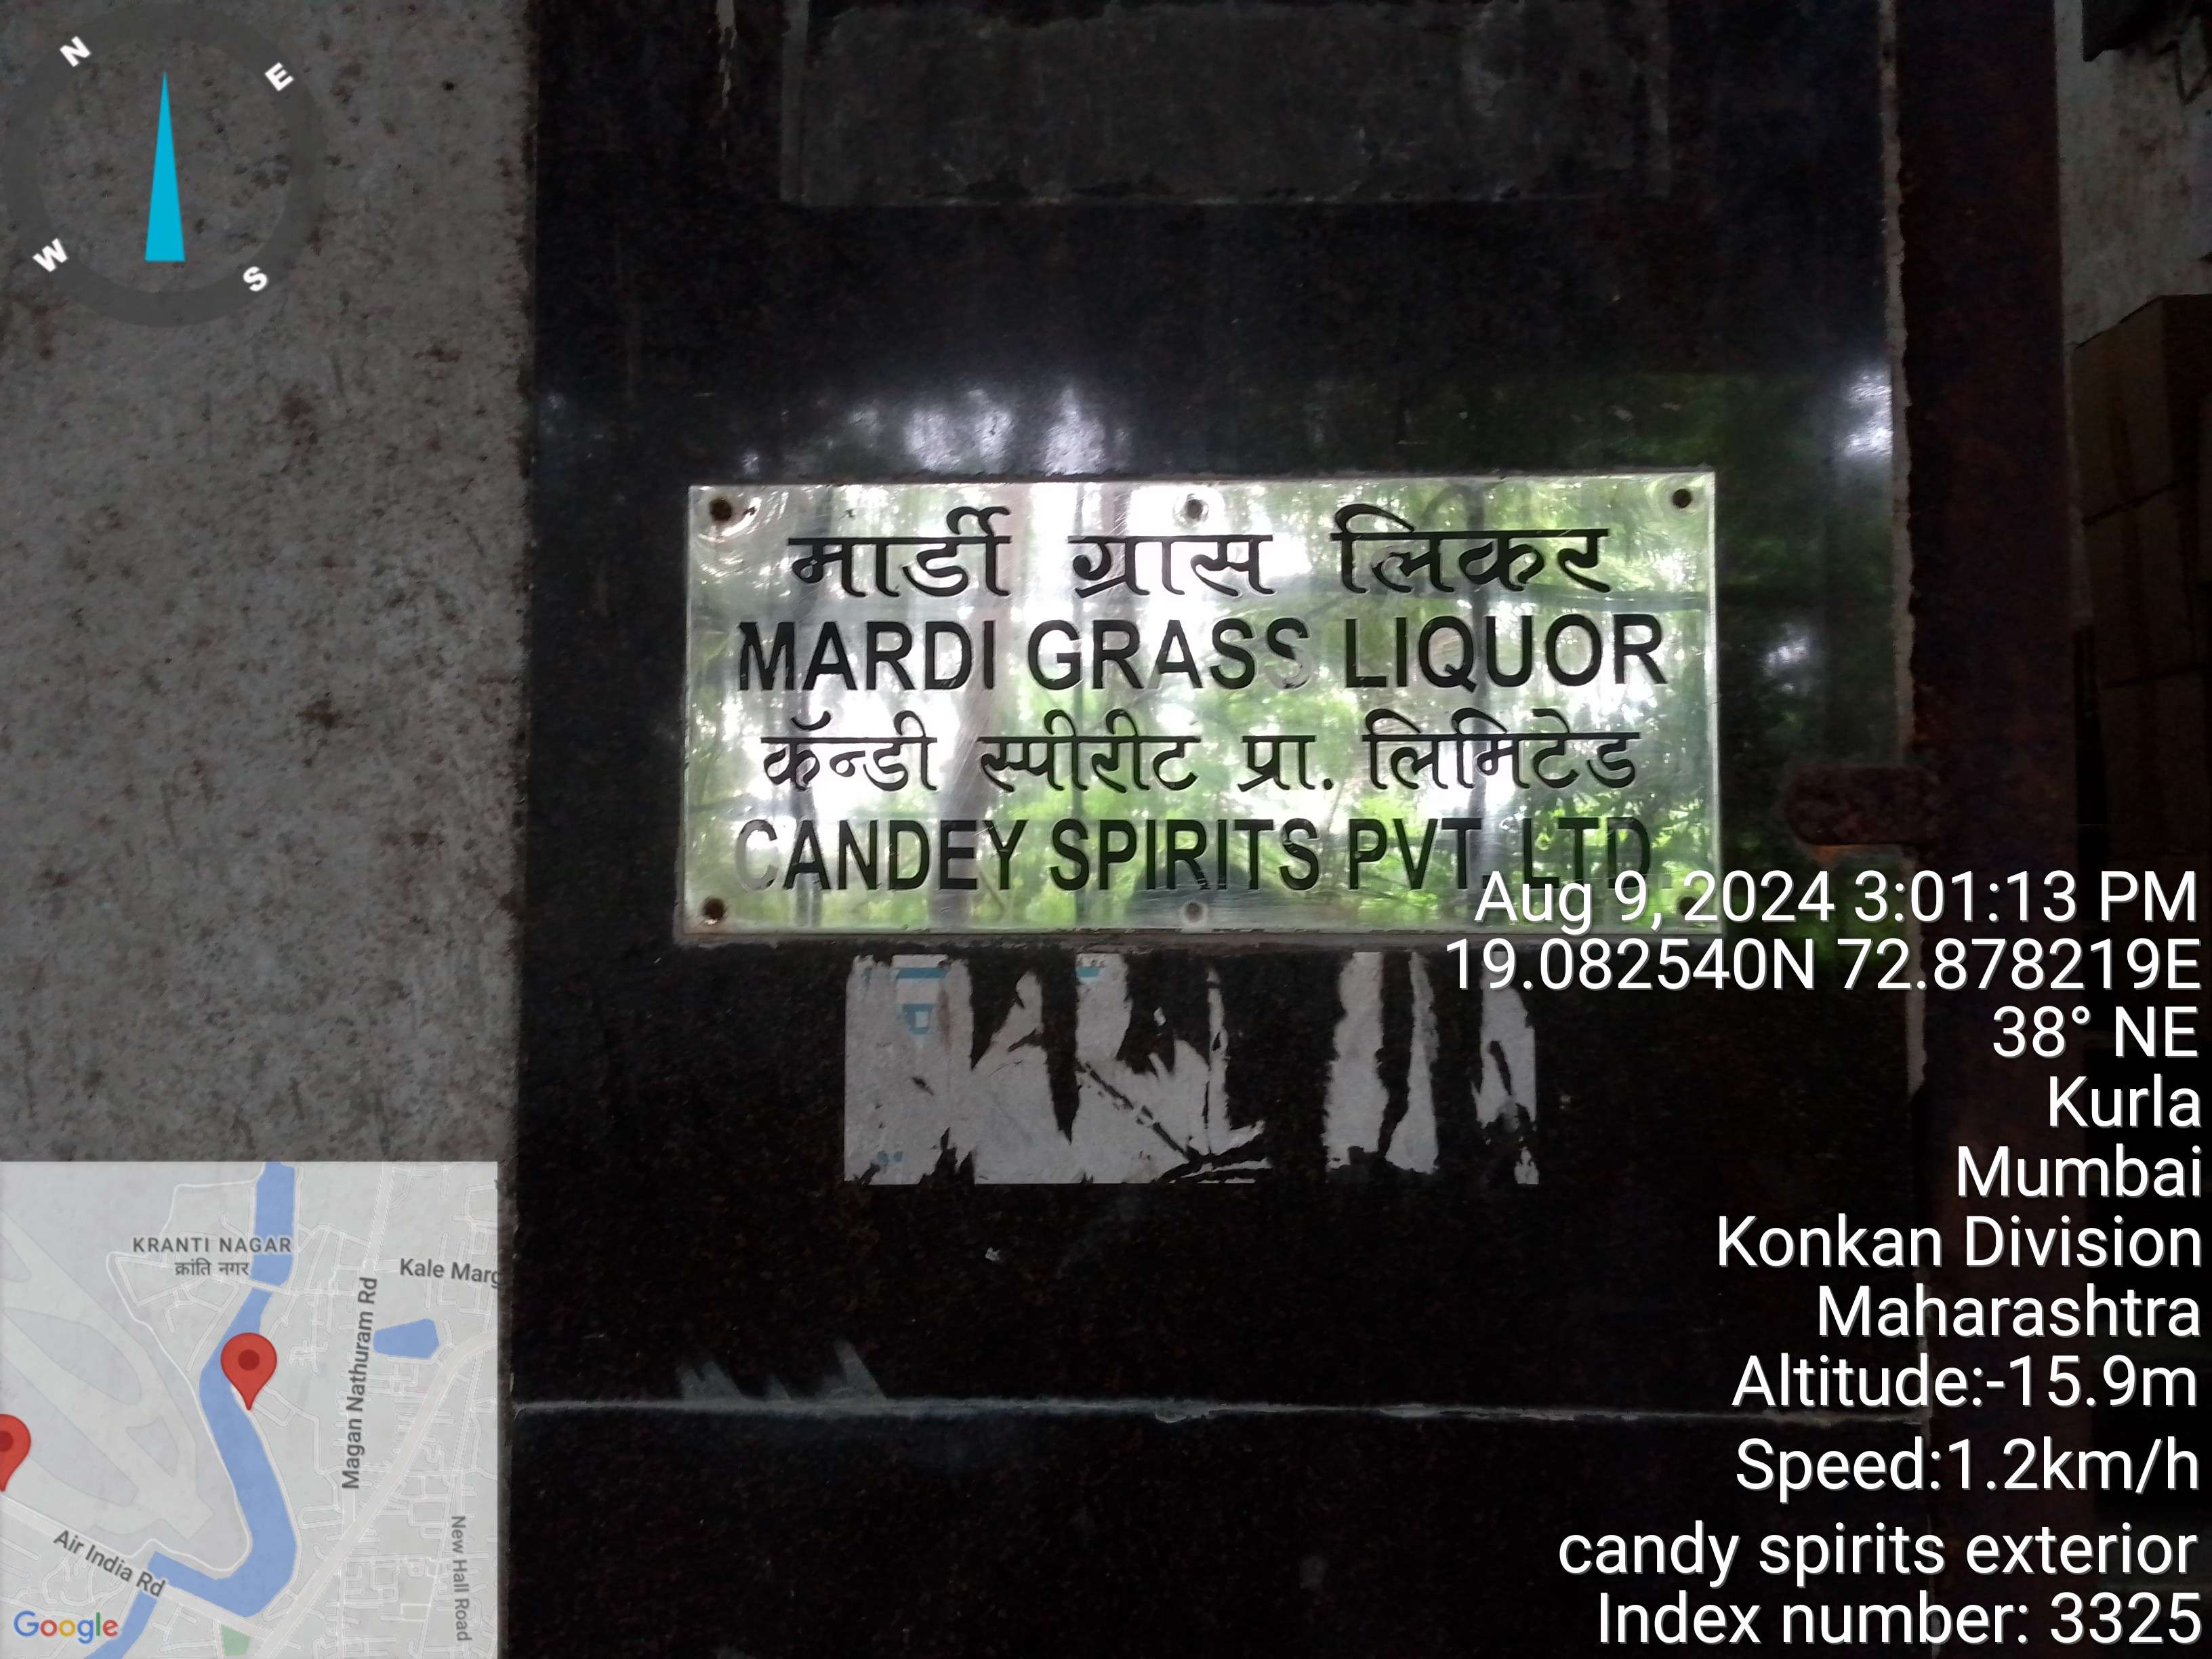 N
E
W
S
मार्डी ग्रास लिकर
MARDI GRASS LIQUOR
कॅन्डी स्पीरीट प्रा. लिमिटेड
CANDEY SPIRITS PVT. LTD
Aug 9, 2024 3:01:13 PM
19.082540N 72.878219E
38° NE
Kurla
Mumbai
Konkan Division
Maharashtra
Altitude:-15.9m
Speed:1.2km/h
candy spirits exterior
Index number: 3325
KRANTI NAGAR
क्रांति नगर
Kale Marg
Magan Nathuram Rd
Air India Rd
New Hall Road
Google